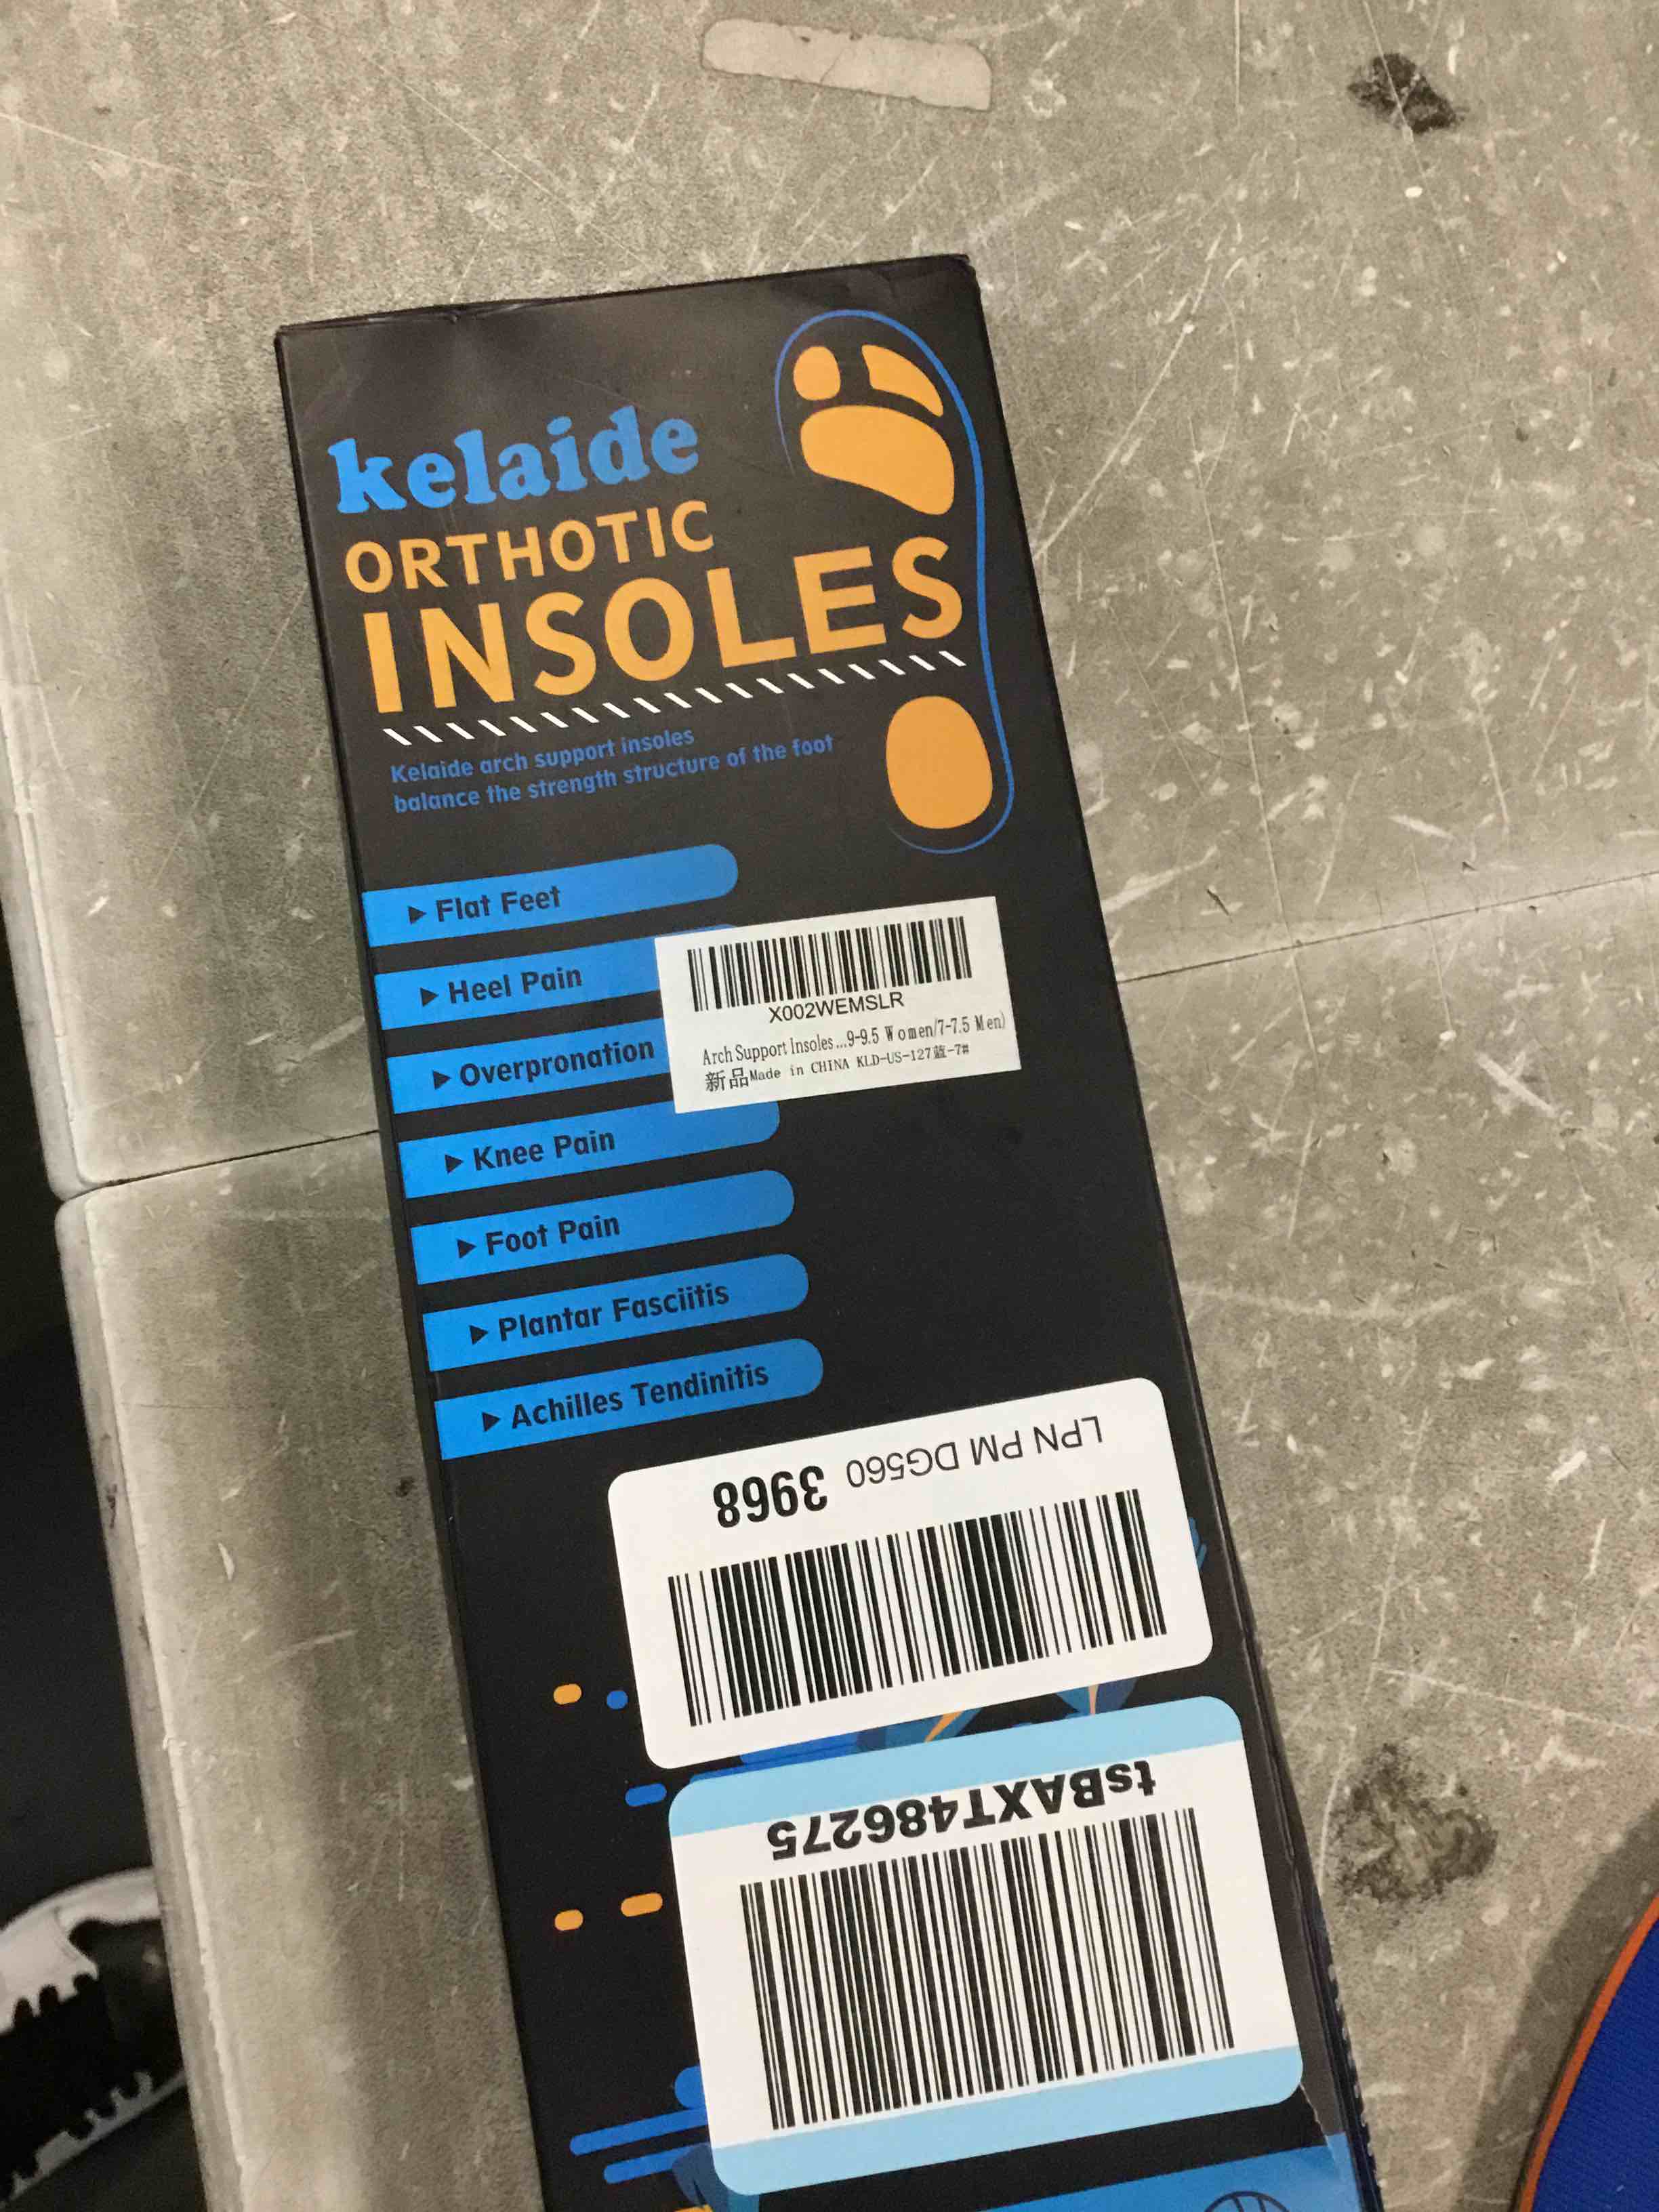 kelaide
ORTHOTIC
INSOLES
Kelaide arch support insoles
balance the strength structure of the foot
▶ Flat Feet
▶ Heel Pain
▶ Overpronation
▶ Knee Pain
▶ Foot Pain
▶ Plantar Fasciitis
▶ Achilles Tendinitis
X002WEMSLR
Arch Support Insoles...9-9.5 Women/7-7.5 Men)
新品Made in CHINA KLD-US-127蓝-7#
LPN PM DG560 3968
tsBAXT486275